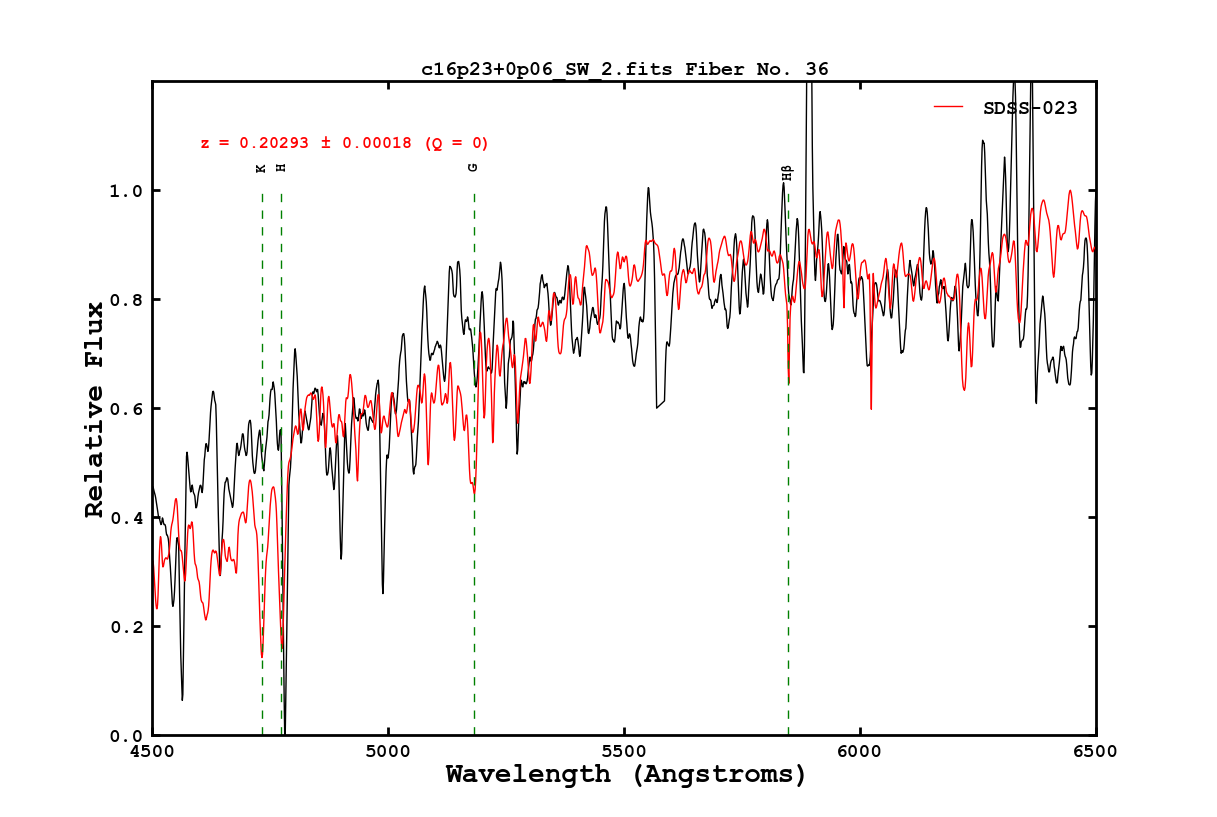 c16p23+0p06_SW_2.fits Fiber No. 36
SDSS-023
z = 0.20293 ± 0.00018 (Q = 0)
K
H
G
Hβ
1.0
0.8
0.6
0.4
0.2
0.0
Relative Flux
4500
5000
5500
6000
6500
Wavelength (Angstroms)